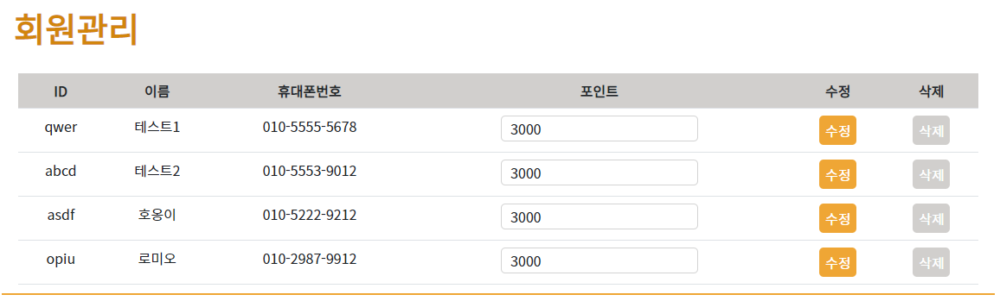 회원관리
ID 이름 휴대폰번호 포인트 수정 삭제
qwer 테스트1 010-5555-5678 3000 수정 삭제
abcd 테스트2 010-5553-9012 3000 수정 삭제
asdf 호옹이 010-5222-9212 3000 수정 삭제
opiu 로미오 010-2987-9912 3000 수정 삭제